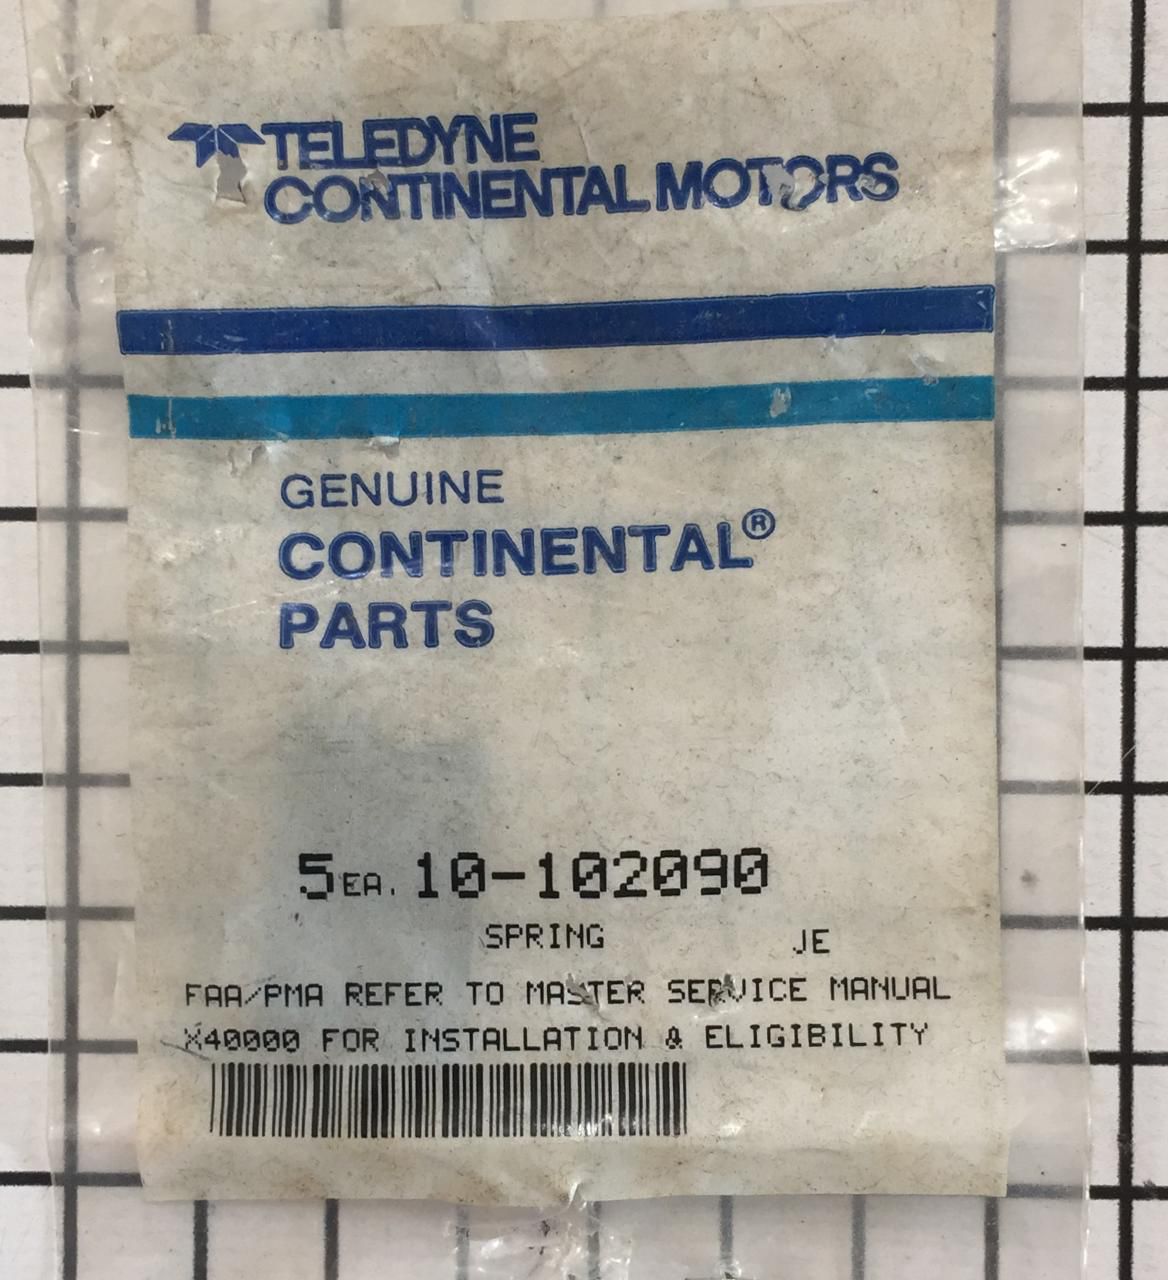 TELEDYNE
CONTINENTAL MOTORS
GENUINE
CONTINENTAL®
PARTS
5EA. 10-102090
SPRING JE
FAA/PMA REFER TO MASTER SERVICE MANUAL
X40000 FOR INSTALLATION & ELIGIBILITY